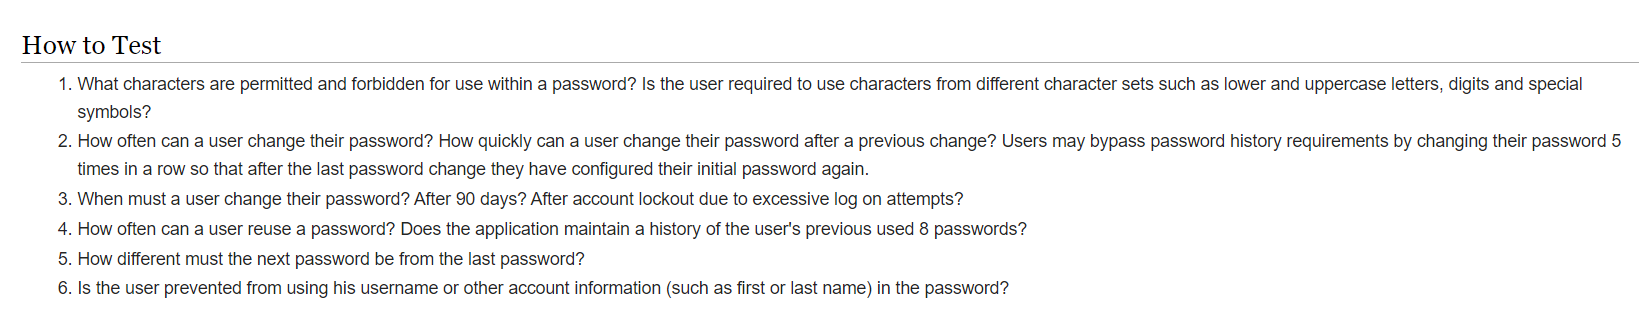 How to Test
1. What characters are permitted and forbidden for use within a password? Is the user required to use characters from different character sets such as lower and uppercase letters, digits and special
symbols?
2. How often can a user change their password? How quickly can a user change their password after a previous change? Users may bypass password history requirements by changing their password 5
times in a row so that after the last password change they have configured their initial password again.
3. When must a user change their password? After 90 days? After account lockout due to excessive log on attempts?
4. How often can a user reuse a password? Does the application maintain a history of the user's previous used 8 passwords?
5. How different must the next password be from the last password?
6. Is the user prevented from using his username or other account information (such as first or last name) in the password?